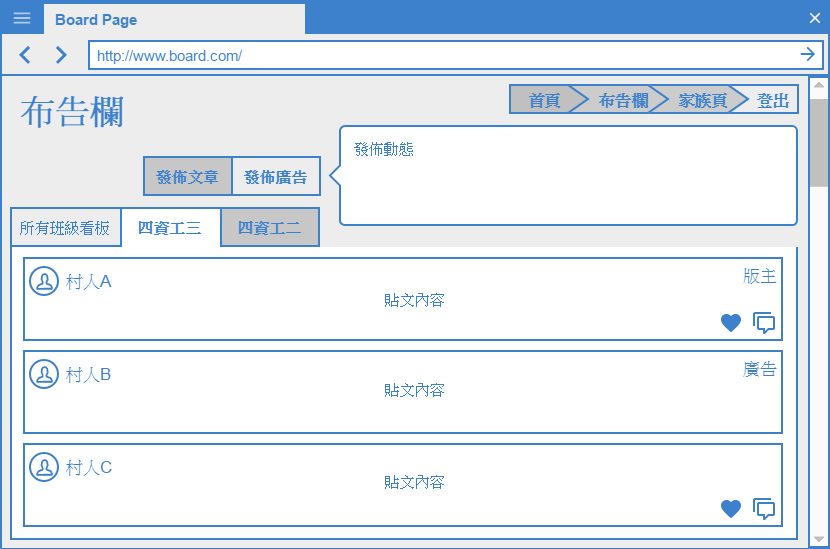 Board Page
http://www.board.com/
布告欄
首頁 布告欄 家族頁 登出
發佈動態
發佈文章 發佈廣告
所有班級看板 四資工三 四資工二
村人A 版主
貼文內容
村人B 廣告
貼文內容
村人C
貼文內容